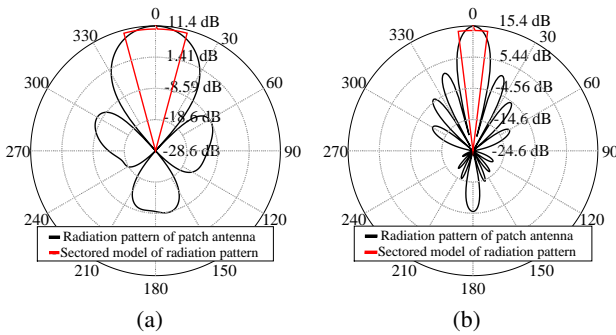 0
11.4 dB
330
30
1.41 dB
300
60
-8.59 dB
-18.6 dB
270
-28.6 dB
90
240
120
Radiation pattern of patch antenna
Sectored model of radiation pattern
210
150
180
(a)
0
15.4 dB
330
30
5.44 dB
300
60
-4.56 dB
-14.6 dB
270
-24.6 dB
90
240
120
Radiation pattern of patch antenna
Sectored model of radiation pattern
210
150
180
(b)